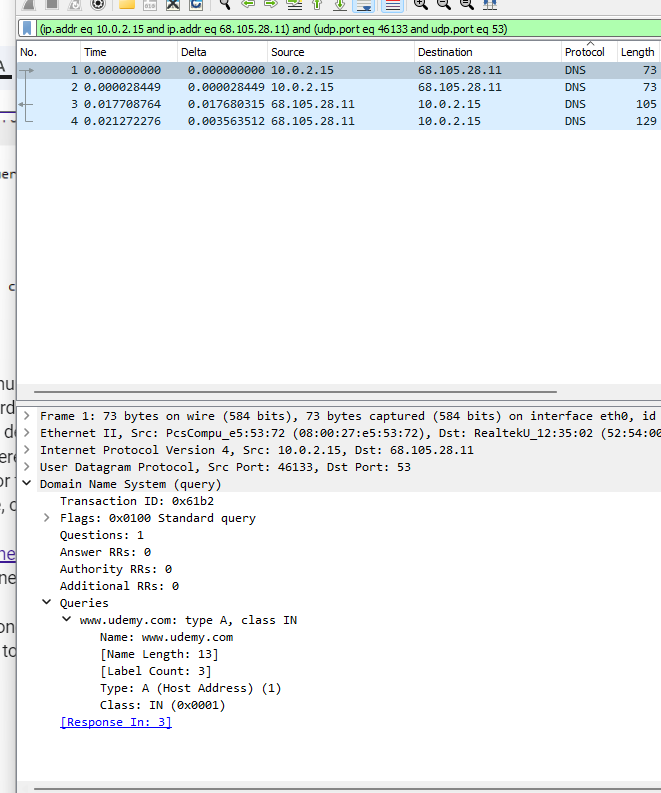 (ip.addr eq 10.0.2.15 and ip.addr eq 68.105.28.11) and (udp.port eq 46133 and udp.port eq 53)
No. Time Delta Source Destination Protocol Length
1 0.000000000 0.000000000 10.0.2.15 68.105.28.11 DNS 73
2 0.000028449 0.000028449 10.0.2.15 68.105.28.11 DNS 73
3 0.017708764 0.017680315 68.105.28.11 10.0.2.15 DNS 105
4 0.021272276 0.003563512 68.105.28.11 10.0.2.15 DNS 129
Frame 1: 73 bytes on wire (584 bits), 73 bytes captured (584 bits) on interface eth0, id
Ethernet II, Src: PcsCompu_e5:53:72 (08:00:27:e5:53:72), Dst: RealtekU_12:35:02 (52:54:00
Internet Protocol Version 4, Src: 10.0.2.15, Dst: 68.105.28.11
User Datagram Protocol, Src Port: 46133, Dst Port: 53
Domain Name System (query)
Transaction ID: 0x61b2
Flags: 0x0100 Standard query
Questions: 1
Answer RRs: 0
Authority RRs: 0
Additional RRs: 0
Queries
www.udemy.com: type A, class IN
Name: www.udemy.com
[Name Length: 13]
[Label Count: 3]
Type: A (Host Address) (1)
Class: IN (0x0001)
[Response In: 3]